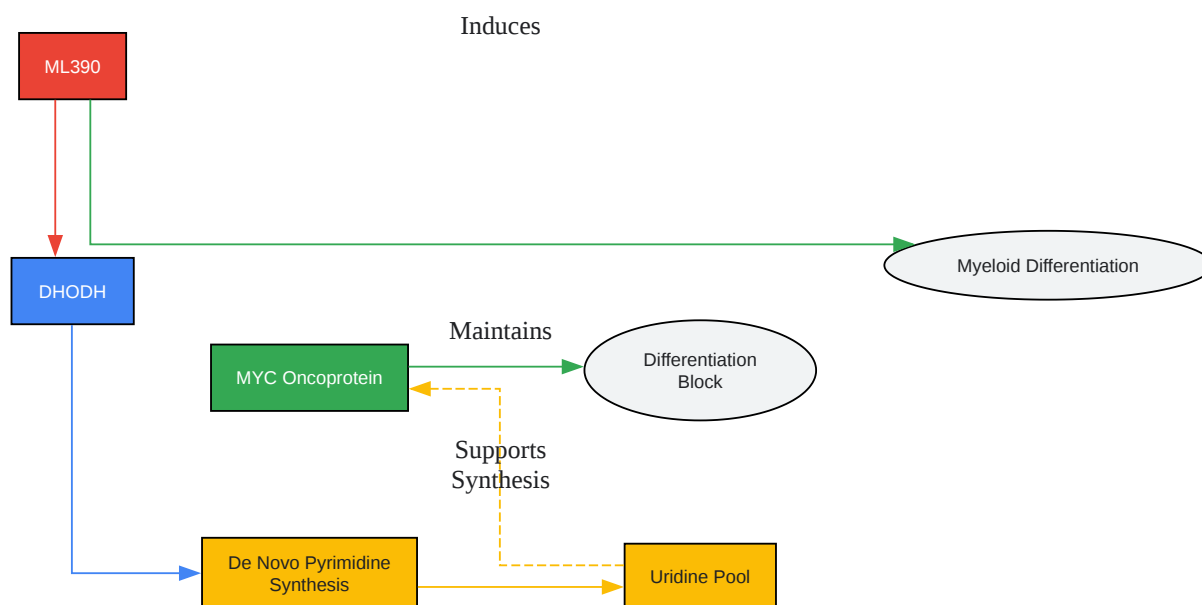 Induces
ML390
Myeloid Differentiation
DHODH
Maintains
Differentiation
Block
MYC Oncoprotein
Supports
Synthesis
De Novo Pyrimidine
Synthesis
Uridine Pool